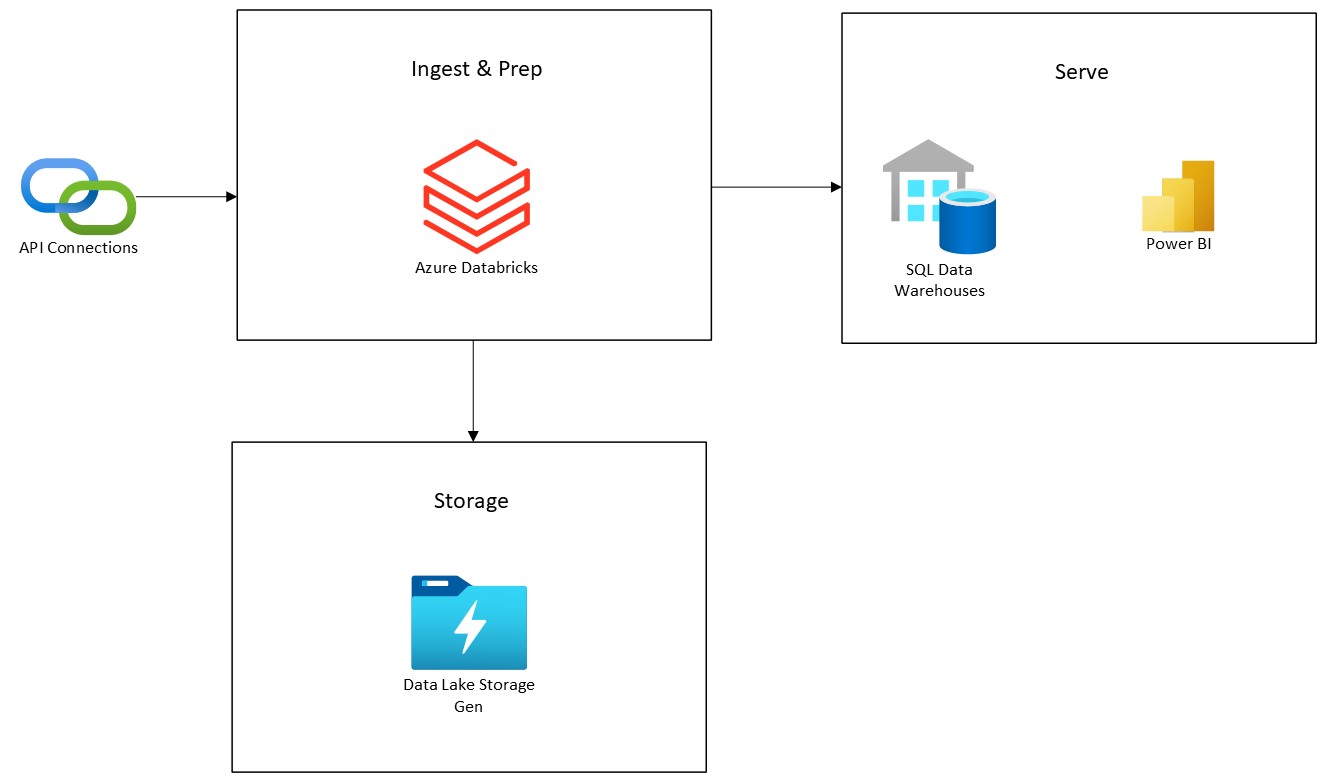 Ingest & Prep
Serve
API Connections
Azure Databricks
SQL Data
Warehouses
Power BI
Storage
Data Lake Storage
Gen